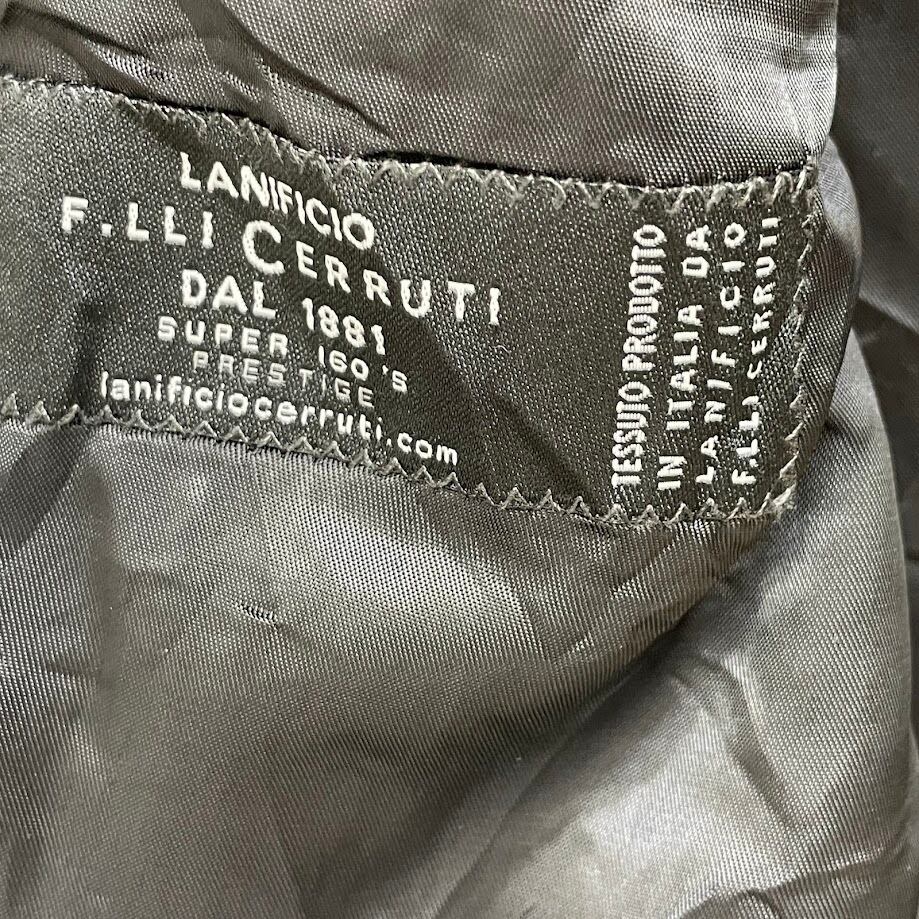 LANIFICIO
F.LLI CERRUTI
DAL 1881
SUPER 160'S
PRESTIGE
lanificiocerruti.com
TESSUTO PRODOTTO
IN ITALIA DA
LANIFICIO
F.LLI CERRUTI